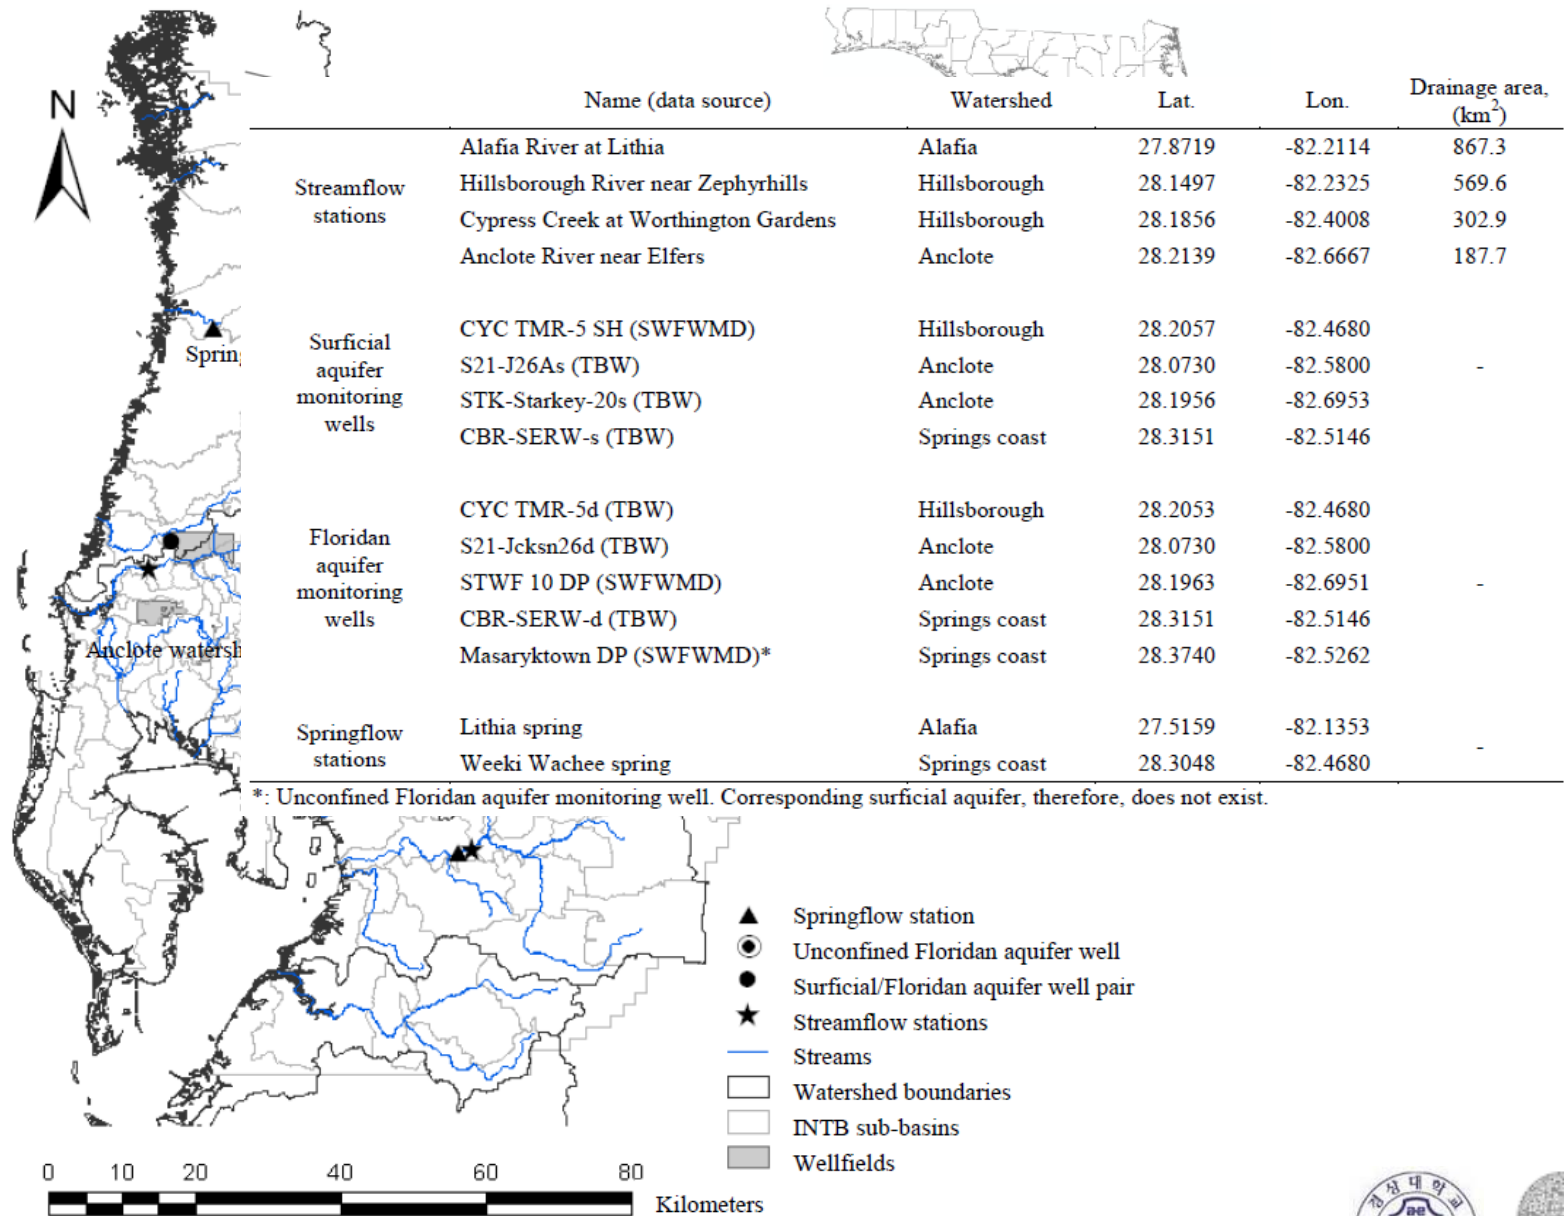 N
Name (data source) Watershed Lat. Lon. Drainage area, (km²)
Streamflow stations
Alafia River at Lithia Alafia 27.8719 -82.2114 867.3
Hillsborough River near Zephyrhills Hillsborough 28.1497 -82.2325 569.6
Cypress Creek at Worthington Gardens Hillsborough 28.1856 -82.4008 302.9
Anclote River near Elfers Anclote 28.2139 -82.6667 187.7
Surficial aquifer monitoring wells
CYC TMR-5 SH (SWFWMD) Hillsborough 28.2057 -82.4680
S21-J26As (TBW) Anclote 28.0730 -82.5800 -
STK-Starkey-20s (TBW) Anclote 28.1956 -82.6953
CBR-SERW-s (TBW) Springs coast 28.3151 -82.5146
Floridan aquifer monitoring wells
CYC TMR-5d (TBW) Hillsborough 28.2053 -82.4680
S21-Jcksn26d (TBW) Anclote 28.0730 -82.5800
STWF 10 DP (SWFWMD) Anclote 28.1963 -82.6951 -
CBR-SERW-d (TBW) Springs coast 28.3151 -82.5146
Masaryktown DP (SWFWMD)* Springs coast 28.3740 -82.5262
Springflow stations
Lithia spring Alafia 27.5159 -82.1353 -
Weeki Wachee spring Springs coast 28.3048 -82.4680
*: Unconfined Floridan aquifer monitoring well. Corresponding surficial aquifer, therefore, does not exist.
Spring
Anclote watersh
Springflow station
Unconfined Floridan aquifer well
Surficial/Floridan aquifer well pair
Streamflow stations
Streams
Watershed boundaries
INTB sub-basins
Wellfields
0 10 20 40 60 80
Kilometers
경상대학교